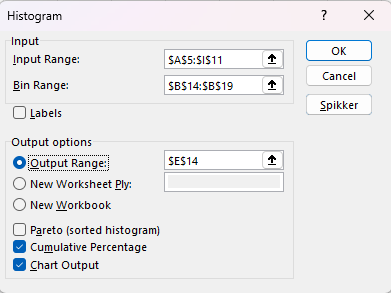 Histogram
?
Input
Input Range:
$A$5:$I$11
Bin Range:
$B$14:$B$19
Labels
OK
Cancel
Spikker
Output options
Output Range:
$E$14
New Worksheet Ply:
New Workbook
Pareto (sorted histogram)
Cumulative Percentage
Chart Output